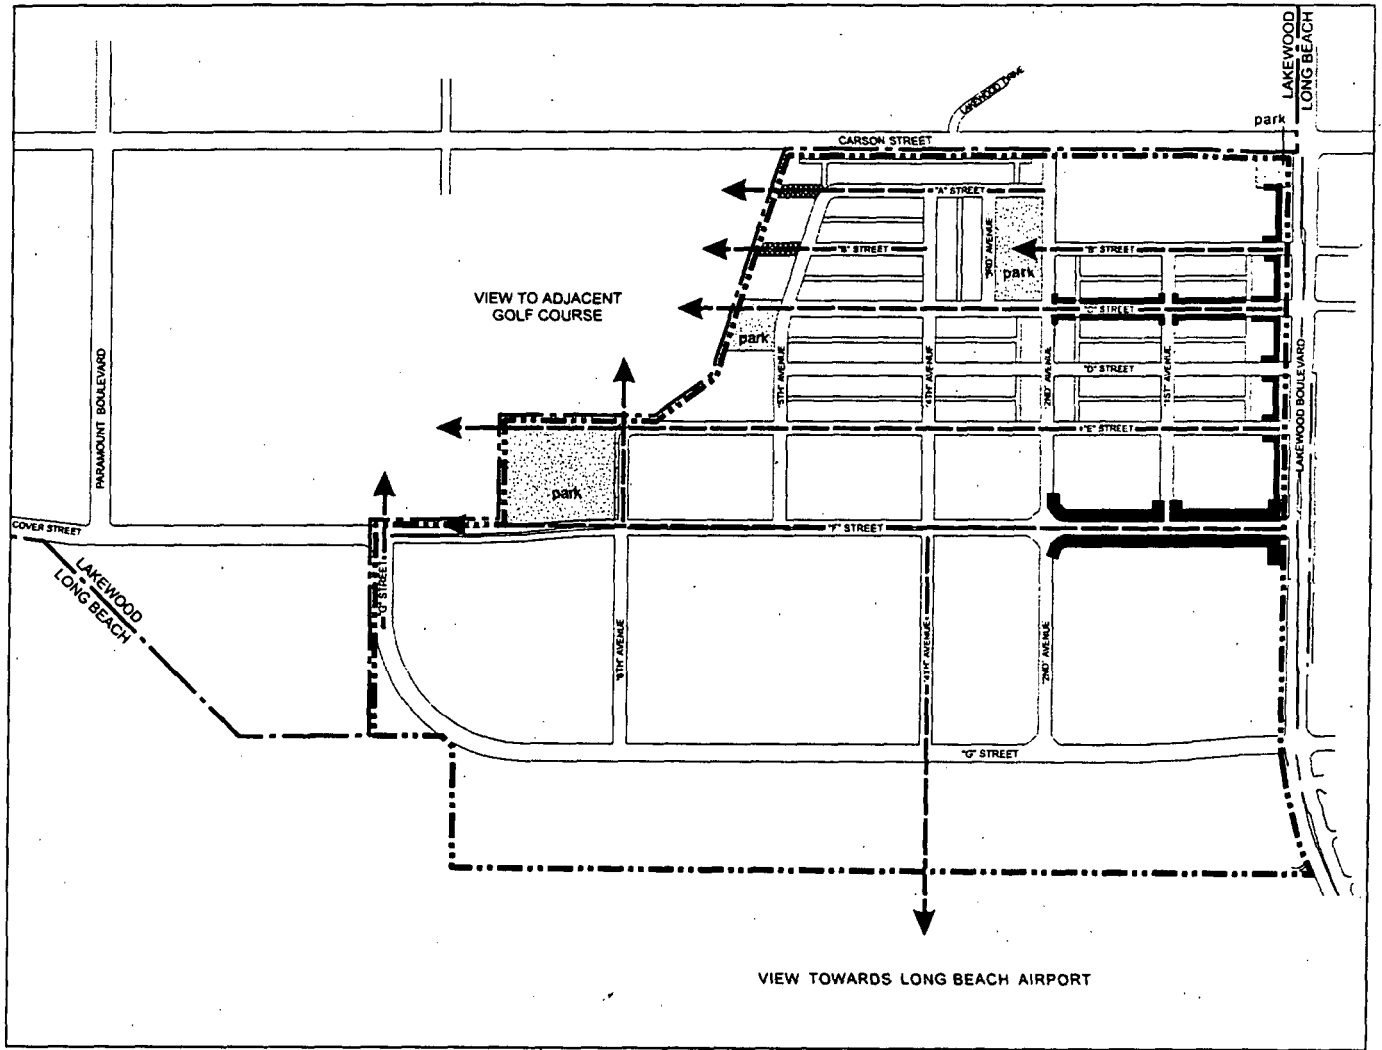 LAKEWOOD
LONG BEACH
LAKEWOOD DRIVE
park
CARSON STREET
"A" STREET
"B" STREET
"3RD" AVENUE
park
"B" STREET
VIEW TO ADJACENT
GOLF COURSE
"C" STREET
park
PARAMOUNT BOULEVARD
"5TH" AVENUE
"4TH" AVENUE
"2ND" AVENUE
"D" STREET
"1ST" AVENUE
LAKEWOOD BOULEVARD
"E" STREET
park
COVER STREET
"F" STREET
LAKEWOOD
LONG BEACH
"G" STREET
"6TH" AVENUE
"4TH" AVENUE
"2ND" AVENUE
"G" STREET
VIEW TOWARDS LONG BEACH AIRPORT